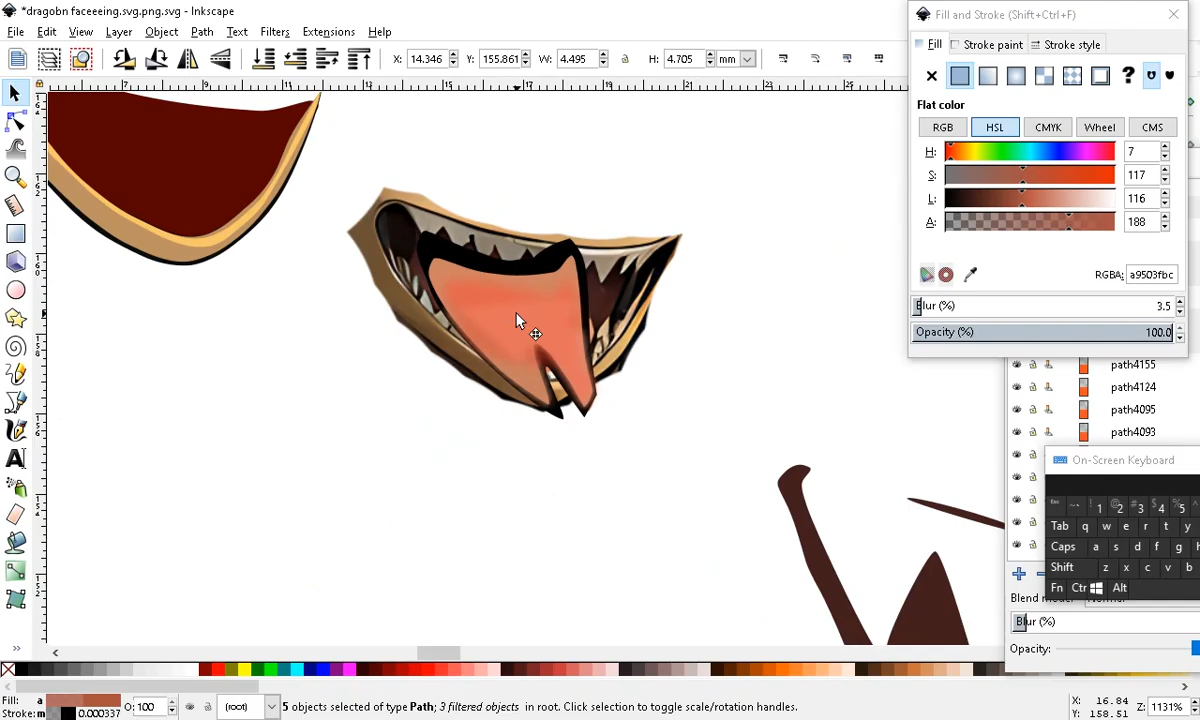 *dragobn faceeeing.svg.png.svg - Inkscape
File Edit View Layer Object Path Text Filters Extensions Help
X: 14.346 Y: 155.861 W: 4.495 H: 4.705 mm
Fill and Stroke (Shift+Ctrl+F)
Fill Stroke paint Stroke style
Flat color
RGB HSL CMYK Wheel CMS
H: 7
S: 117
L: 116
A: 188
RGBA: a9503fbc
Blur (%) 3.5
Opacity (%) 100.0
path4155
path4124
path4095
path4093
On-Screen Keyboard
Tab q w e r t y
Caps a s d f g h
Shift z x c v b
Fn Ctr Alt
Blend mode: Normal
Blur (%)
Opacity:
Fill: a O: 100 (root) 5 objects selected of type Path; 3 filtered objects in root. Click selection to toggle scale/rotation handles. X: 16.84 Z: 1131%
Stroke: m 0.000337 Y: 158.51